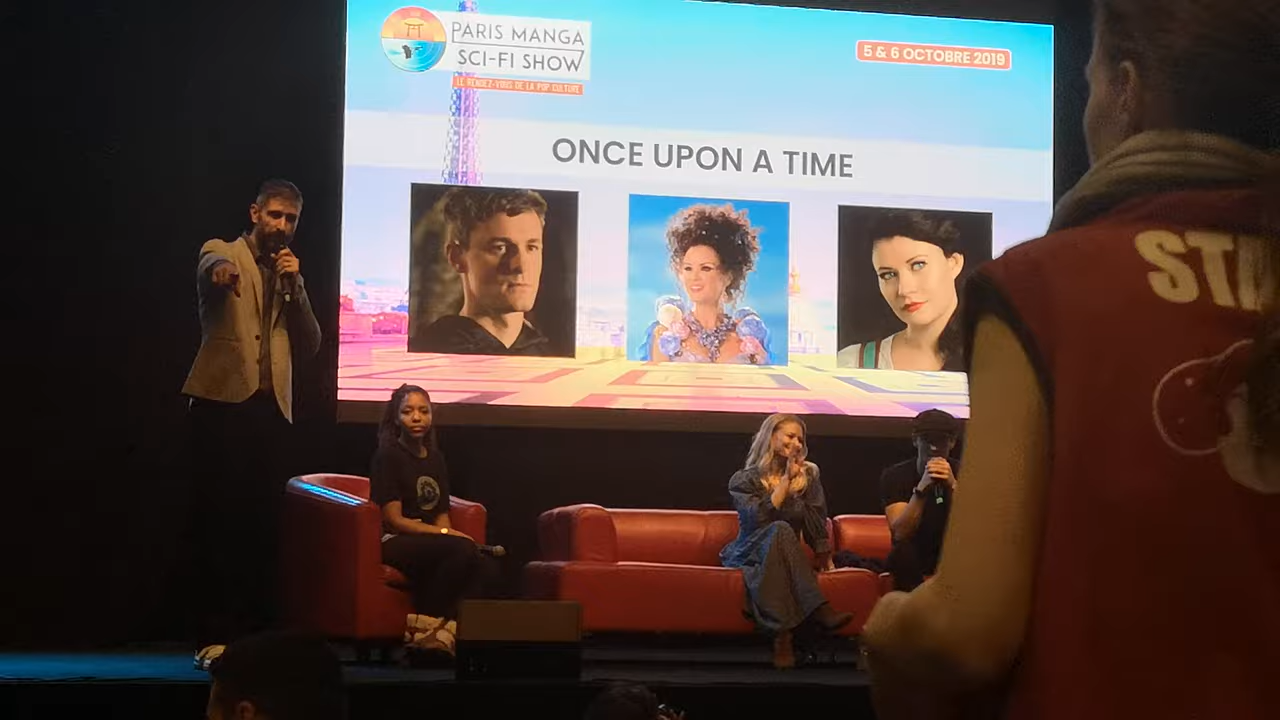 PARIS MANGA
SCI-FI SHOW
LE RENDEZ-VOUS DE LA POP CULTURE
5 & 6 OCTOBRE 2019
ONCE UPON A TIME